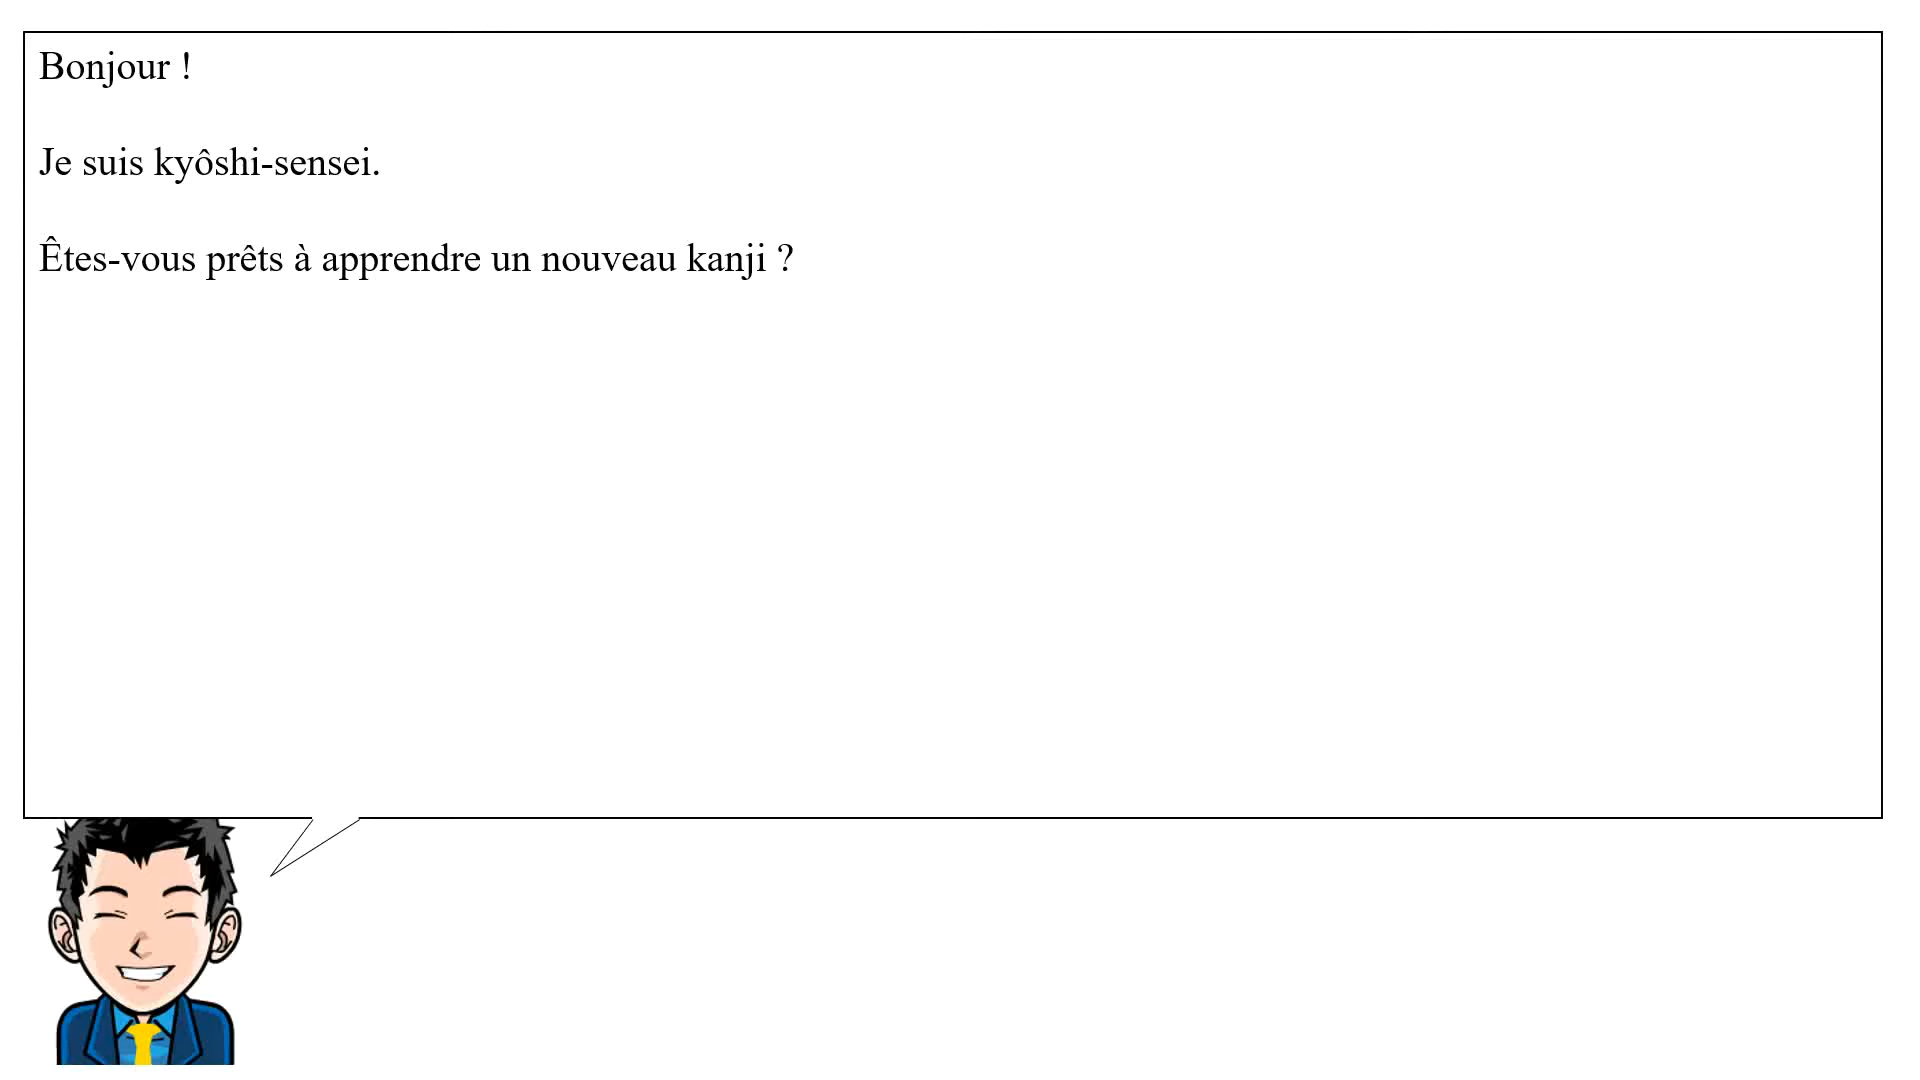 Bonjour !
Je suis kyôshi-sensei.
Êtes-vous prêts à apprendre un nouveau kanji ?